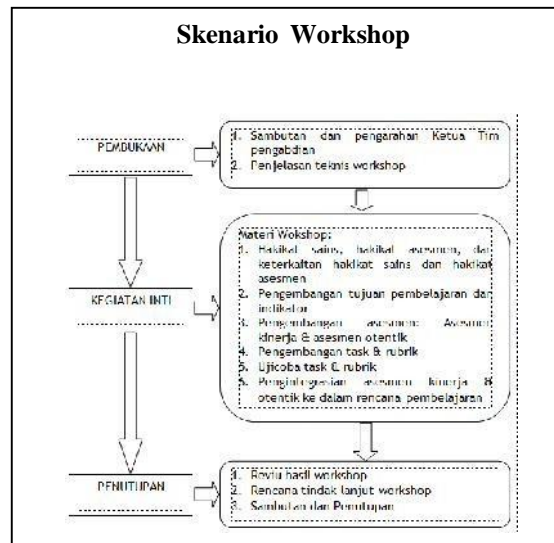 Skenario Workshop
PEMBUKAAN
1. Sambutan dan pengarahan Ketua Tim
pengabdian
2. Penjelasan teknis workshop
KEGIATAN INTI
Materi Wokshop:
1. Hakikat sains, hakikat asesmen, dan
keterkaitan hakikat sains dan hakikat
asesmen
2. Pengembangan tujuan pembelajaran dan
indikator
3. Pengembangan asesmen: Asesmen
kinerja & asesmen otentik
4. Pengembangan task & rubrik
5. Ujicoba task & rubrik
6. Pengintegrasian asesmen kinerja &
otentik ke dalam rencana pembelajaran
PENUTUPAN
1. Reviu hasil workshop
2. Rencana tindak lanjut workshop
3. Sambutan dan Penutupan